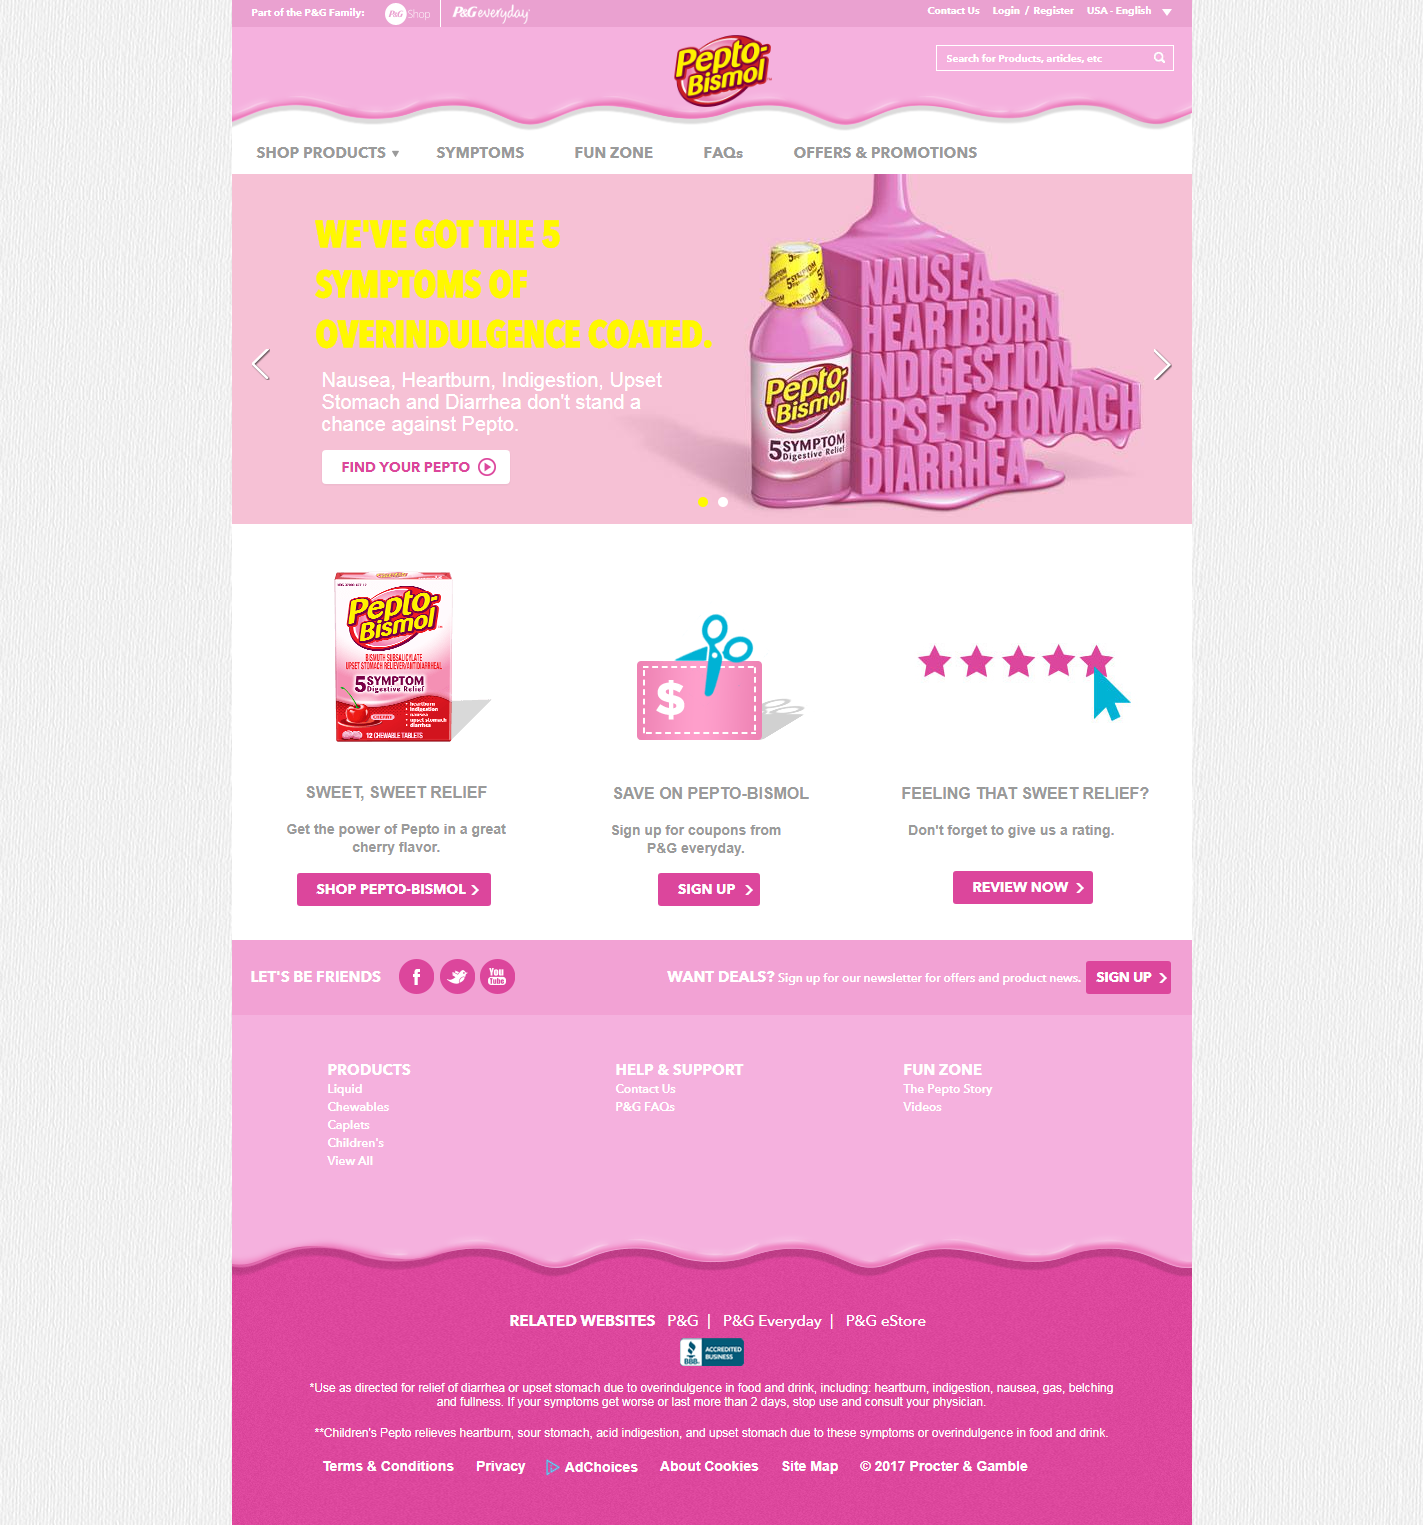 Part of the P&G Family:
P&G Shop
P&G everyday
Contact Us
Login / Register
USA - English
Pepto-
Bismol
Search for Products, articles, etc
SHOP PRODUCTS
SYMPTOMS
FUN ZONE
FAQs
OFFERS & PROMOTIONS
WE'VE GOT THE 5
SYMPTOMS OF
OVERINDULGENCE COATED.
Nausea, Heartburn, Indigestion, Upset
Stomach and Diarrhea don't stand a
chance against Pepto.
FIND YOUR PEPTO
5 SYMPTOM
Pepto-
Bismol
5 SYMPTOM
Digestive Relief
NAUSEA
HEARTBURN
INDIGESTION
UPSET STOMACH
DIARRHEA
Pepto-
Bismol
BISMUTH SUBSALICYLATE
UPSET STOMACH RELIEVER/ANTIDIARRHEAL
5 SYMPTOM
Digestive Relief
• heartburn
• indigestion
• nausea
• upset stomach
• diarrhea
CHERRY
12 CHEWABLE TABLETS
$
SWEET, SWEET RELIEF
Get the power of Pepto in a great
cherry flavor.
SHOP PEPTO-BISMOL
SAVE ON PEPTO-BISMOL
Sign up for coupons from
P&G everyday.
SIGN UP
FEELING THAT SWEET RELIEF?
Don't forget to give us a rating.
REVIEW NOW
LET'S BE FRIENDS
f
You
Tube
WANT DEALS? Sign up for our newsletter for offers and product news.
SIGN UP
PRODUCTS
Liquid
Chewables
Caplets
Children's
View All
HELP & SUPPORT
Contact Us
P&G FAQs
FUN ZONE
The Pepto Story
Videos
RELATED WEBSITES P&G | P&G Everyday | P&G eStore
BBB
ACCREDITED
BUSINESS
*Use as directed for relief of diarrhea or upset stomach due to overindulgence in food and drink, including: heartburn, indigestion, nausea, gas, belching
and fullness. If your symptoms get worse or last more than 2 days, stop use and consult your physician.
**Children's Pepto relieves heartburn, sour stomach, acid indigestion, and upset stomach due to these symptoms or overindulgence in food and drink.
Terms & Conditions
Privacy
AdChoices
About Cookies
Site Map
© 2017 Procter & Gamble